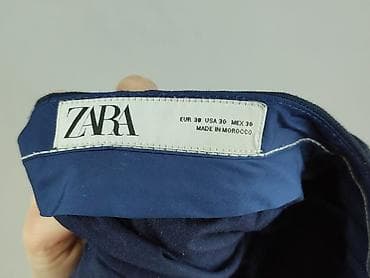 ZARA
EUR 38 USA 30 MEX 30
MADE IN MOROCCO